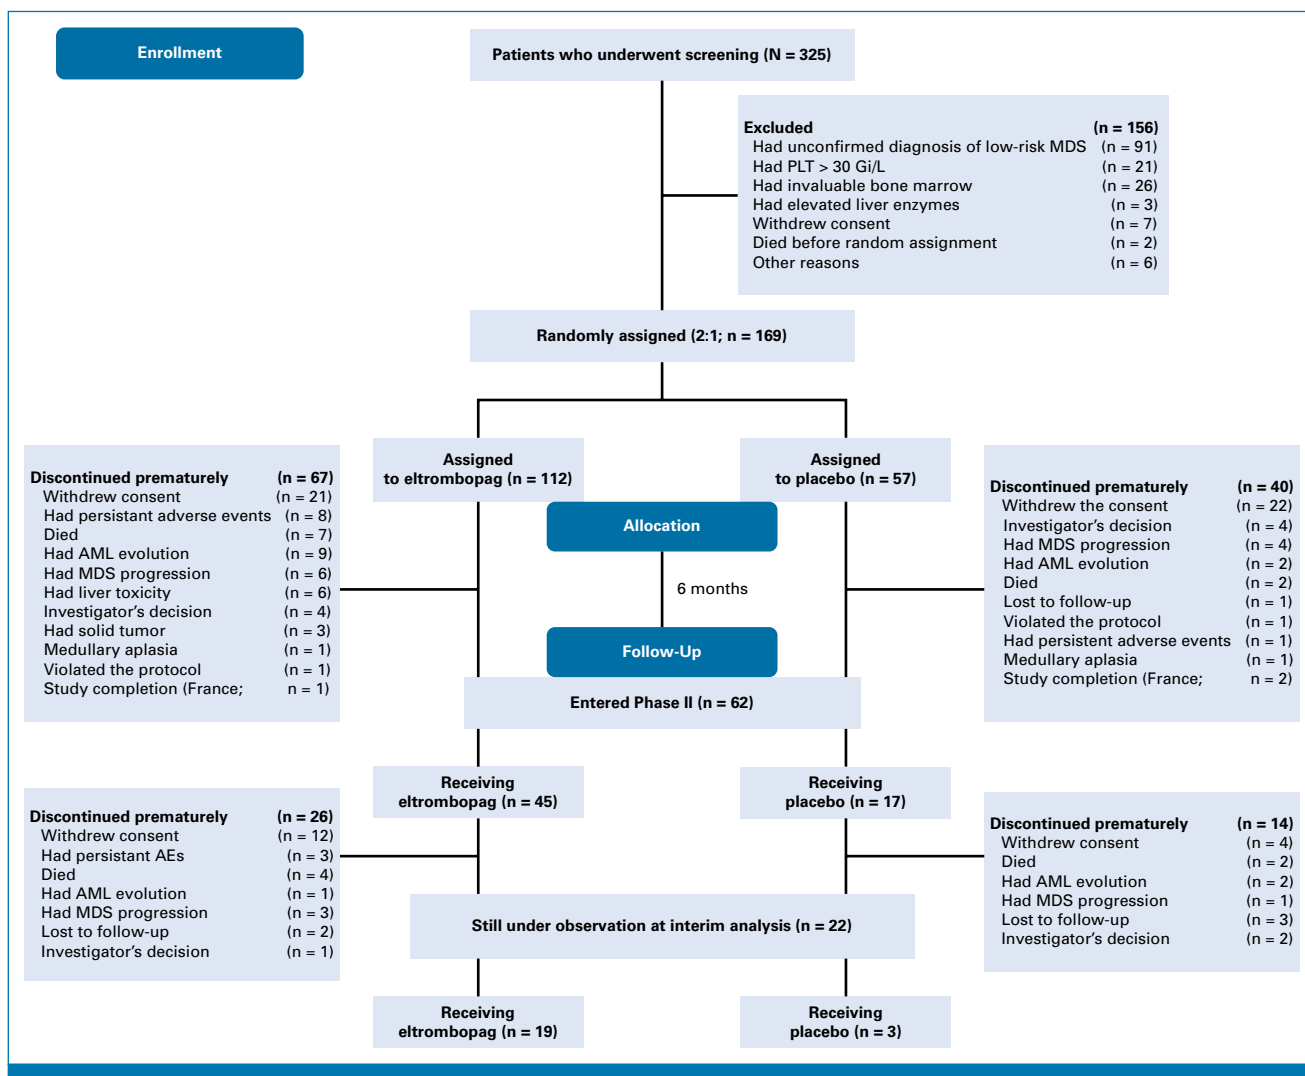 Enrollment
Patients who underwent screening (N = 325)
Excluded (n = 156)
Had unconfirmed diagnosis of low-risk MDS (n = 91)
Had PLT > 30 Gi/L (n = 21)
Had invaluable bone marrow (n = 26)
Had elevated liver enzymes (n = 3)
Withdrew consent (n = 7)
Died before random assignment (n = 2)
Other reasons (n = 6)
Randomly assigned (2:1; n = 169)
Assigned
to eltrombopag (n = 112)
Assigned
to placebo (n = 57)
Discontinued prematurely (n = 67)
Withdrew consent (n = 21)
Had persistant adverse events (n = 8)
Died (n = 7)
Had AML evolution (n = 9)
Had MDS progression (n = 6)
Had liver toxicity (n = 6)
Investigator's decision (n = 4)
Had solid tumor (n = 3)
Medullary aplasia (n = 1)
Violated the protocol (n = 1)
Study completion (France; n = 1)
Discontinued prematurely (n = 40)
Withdrew the consent (n = 22)
Investigator's decision (n = 4)
Had MDS progression (n = 4)
Had AML evolution (n = 2)
Died (n = 2)
Lost to follow-up (n = 1)
Violated the protocol (n = 1)
Had persistent adverse events (n = 1)
Medullary aplasia (n = 1)
Study completion (France; n = 2)
Allocation
6 months
Follow-Up
Entered Phase II (n = 62)
Receiving
eltrombopag (n = 45)
Receiving
placebo (n = 17)
Discontinued prematurely (n = 26)
Withdrew consent (n = 12)
Had persistant AEs (n = 3)
Died (n = 4)
Had AML evolution (n = 1)
Had MDS progression (n = 3)
Lost to follow-up (n = 2)
Investigator's decision (n = 1)
Discontinued prematurely (n = 14)
Withdrew consent (n = 4)
Died (n = 2)
Had AML evolution (n = 2)
Had MDS progression (n = 1)
Lost to follow-up (n = 3)
Investigator's decision (n = 2)
Still under observation at interim analysis (n = 22)
Receiving
eltrombopag (n = 19)
Receiving
placebo (n = 3)